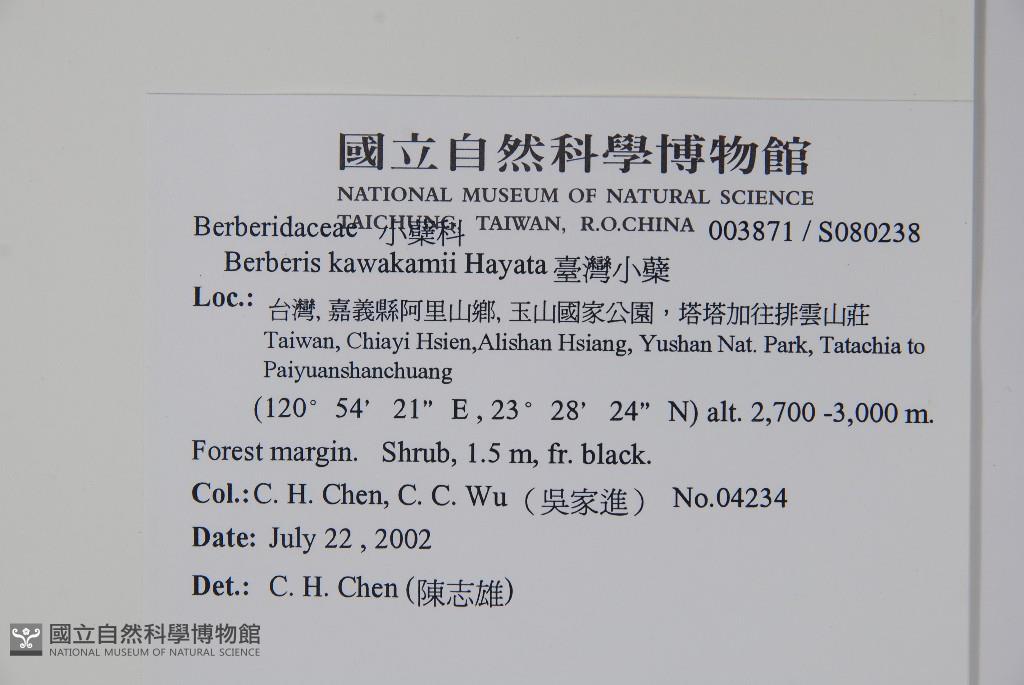 國立自然科學博物館
NATIONAL MUSEUM OF NATURAL SCIENCE
TAICHUNG, TAIWAN, R.O.CHINA
Berberidaceae 小蘗科 003871 / S080238
Berberis kawakamii Hayata 臺灣小蘗
Loc.: 台灣, 嘉義縣阿里山鄉, 玉山國家公園，塔塔加往排雲山莊
Taiwan, Chiayi Hsien,Alishan Hsiang, Yushan Nat. Park, Tatachia to
Paiyuanshanchuang
(120° 54’ 21” E , 23° 28’ 24” N) alt. 2,700 -3,000 m.
Forest margin. Shrub, 1.5 m, fr. black.
Col.: C. H. Chen, C. C. Wu （吳家進） No.04234
Date: July 22 , 2002
Det.: C. H. Chen (陳志雄)
國立自然科學博物館
NATIONAL MUSEUM OF NATURAL SCIENCE